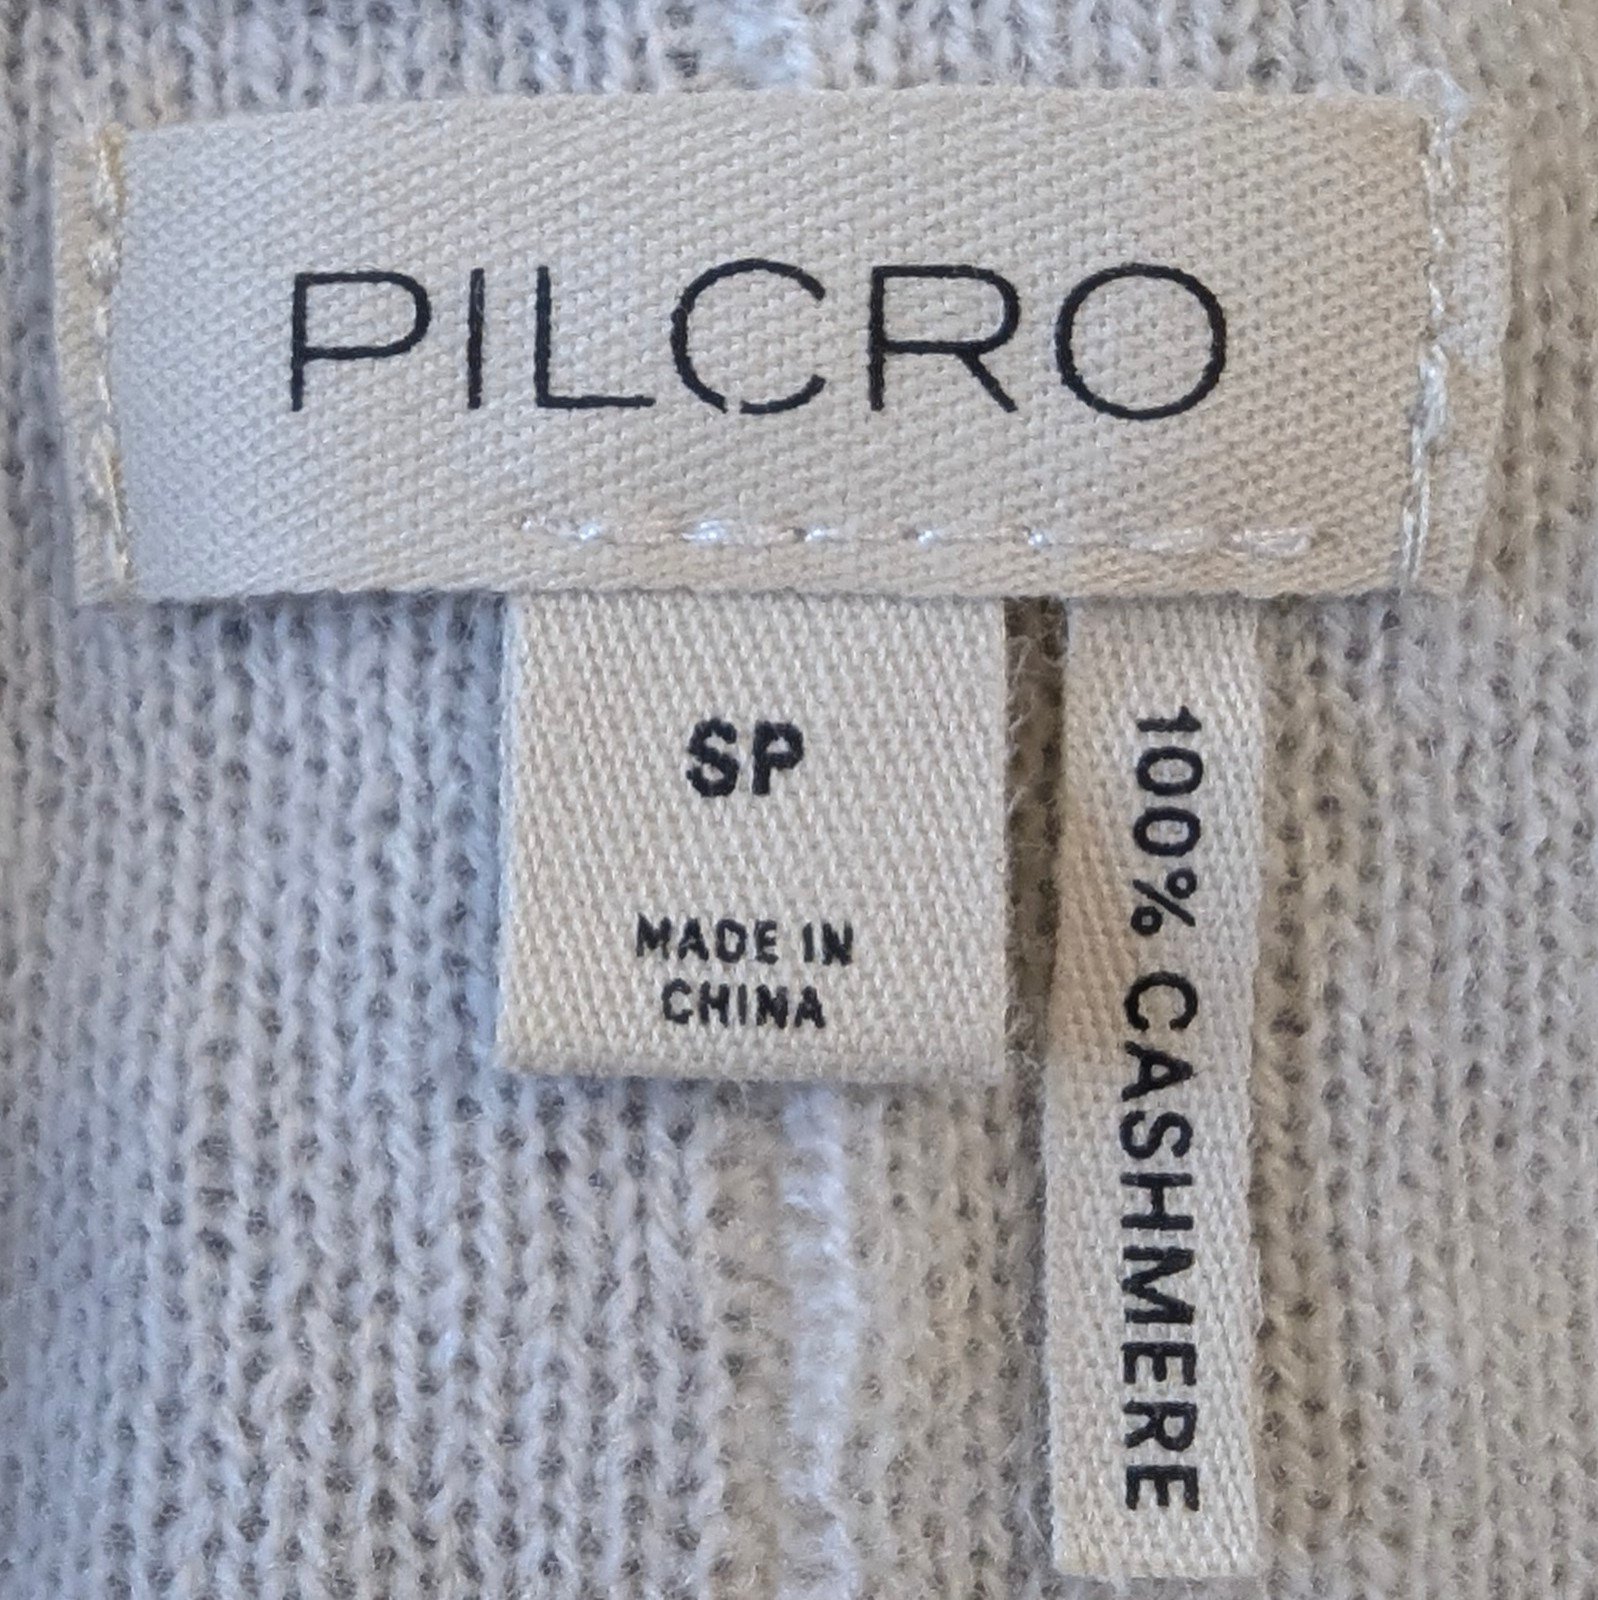 PILCRO
SP
MADE IN
CHINA
100% CASHMERE